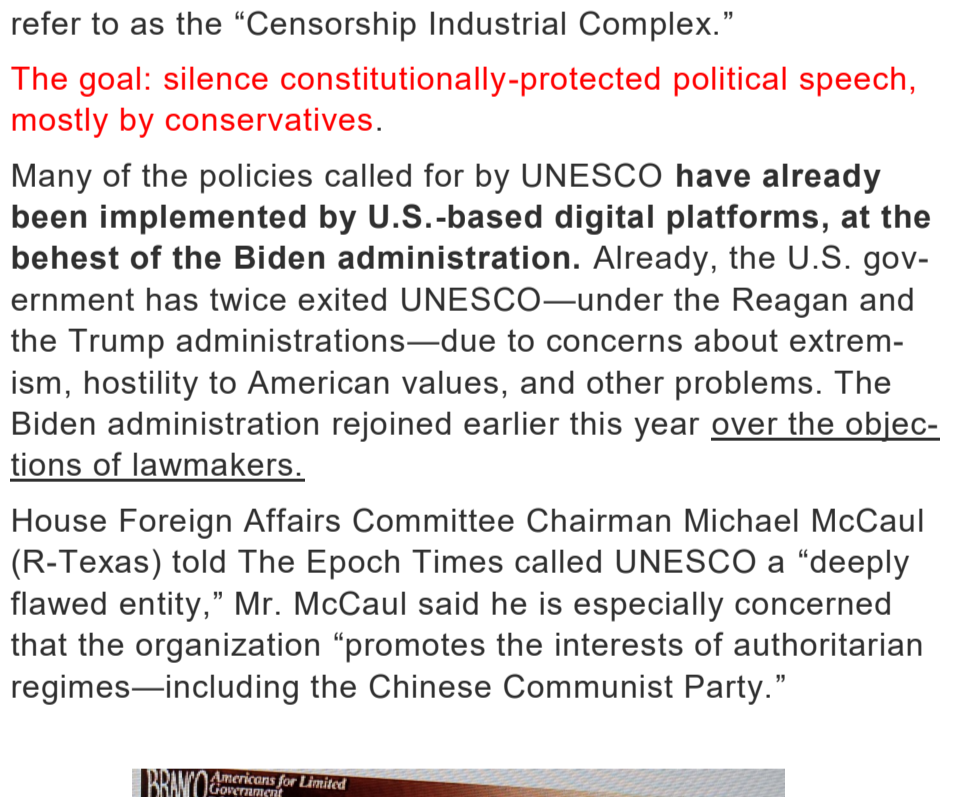 refer to as the “Censorship Industrial Complex.”
The goal: silence constitutionally-protected political speech,
mostly by conservatives.
Many of the policies called for by UNESCO have already
been implemented by U.S.-based digital platforms, at the
behest of the Biden administration. Already, the U.S. gov-
ernment has twice exited UNESCO—under the Reagan and
the Trump administrations—due to concerns about extrem-
ism, hostility to American values, and other problems. The
Biden administration rejoined earlier this year over the objec-
tions of lawmakers.
House Foreign Affairs Committee Chairman Michael McCaul
(R-Texas) told The Epoch Times called UNESCO a “deeply
flawed entity,” Mr. McCaul said he is especially concerned
that the organization “promotes the interests of authoritarian
regimes—including the Chinese Communist Party.”
BRANCO Americans for Limited
Government